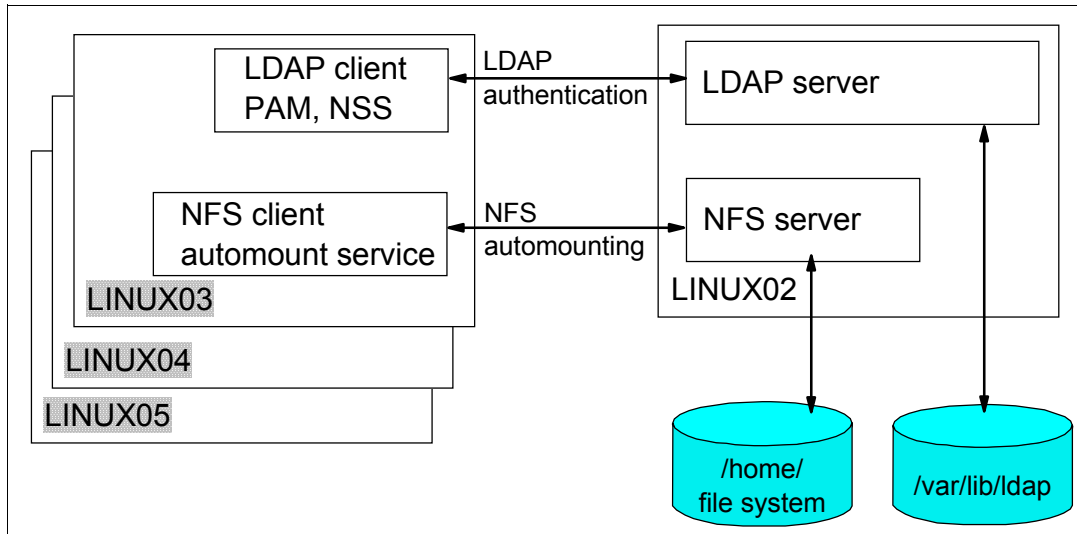 LDAP client
PAM, NSS
LDAP
authentication
LDAP server
NFS client
automount service
NFS
automounting
NFS server
LINUX03
LINUX02
LINUX04
LINUX05
/home/
file system
/var/lib/ldap